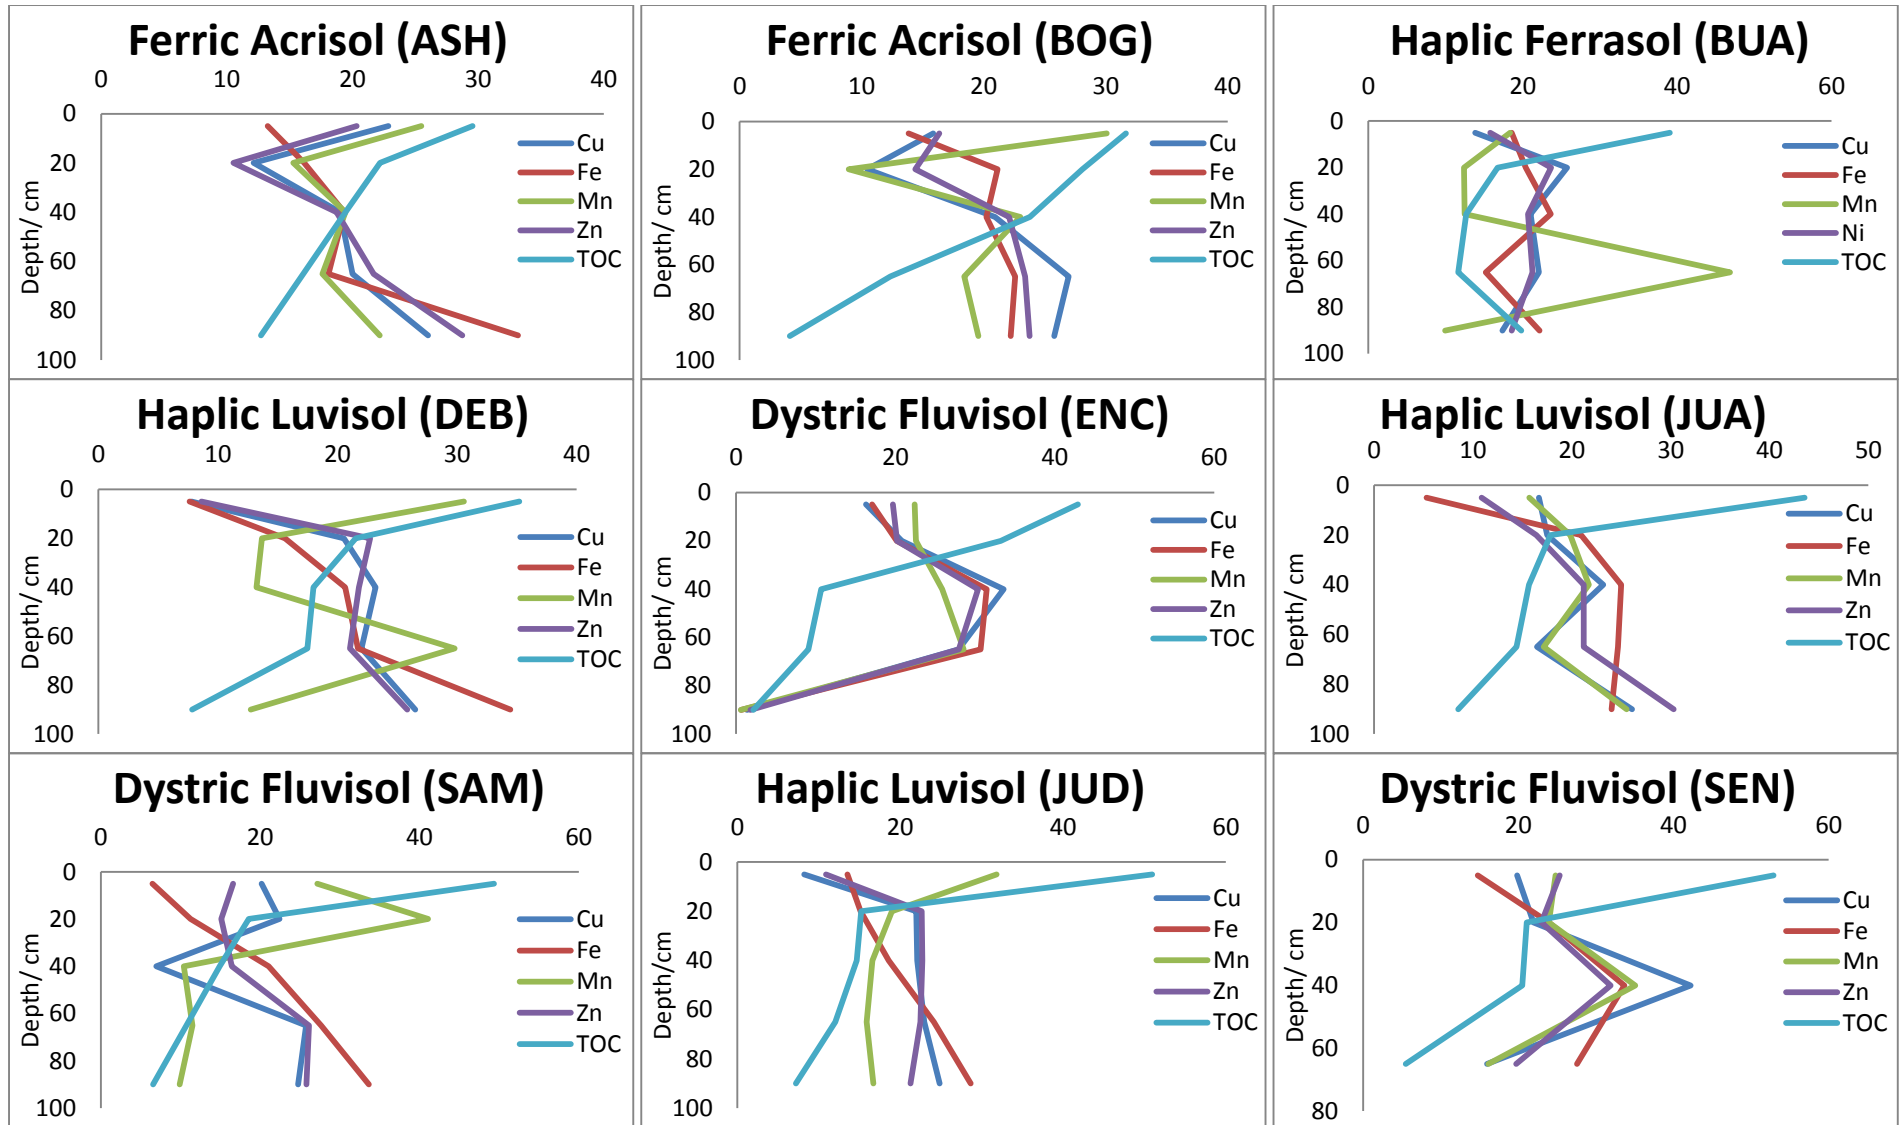 Ferric Acrisol (ASH)
0 10 20 30 40
0
20
40
60
80
100
Depth/ cm
Cu
Fe
Mn
Zn
TOC
Ferric Acrisol (BOG)
0 10 20 30 40
0
20
40
60
80
100
Depth/ cm
Cu
Fe
Mn
Zn
TOC
Haplic Ferrasol (BUA)
0 20 40 60
0
20
40
60
80
100
Depth/ cm
Cu
Fe
Mn
Ni
TOC
Haplic Luvisol (DEB)
0 10 20 30 40
0
20
40
60
80
100
Depth/ cm
Cu
Fe
Mn
Zn
TOC
Dystric Fluvisol (ENC)
0 20 40 60
0
20
40
60
80
100
Depth/ cm
Cu
Fe
Mn
Zn
TOC
Haplic Luvisol (JUA)
0 10 20 30 40 50
0
20
40
60
80
100
Depth/ cm
Cu
Fe
Mn
Zn
TOC
Dystric Fluvisol (SAM)
0 20 40 60
0
20
40
60
80
100
Depth/ cm
Cu
Fe
Mn
Zn
TOC
Haplic Luvisol (JUD)
0 20 40 60
0
20
40
60
80
100
Depth/cm
Cu
Fe
Mn
Zn
TOC
Dystric Fluvisol (SEN)
0 20 40 60
0
20
40
60
80
Depth/ cm
Cu
Fe
Mn
Zn
TOC